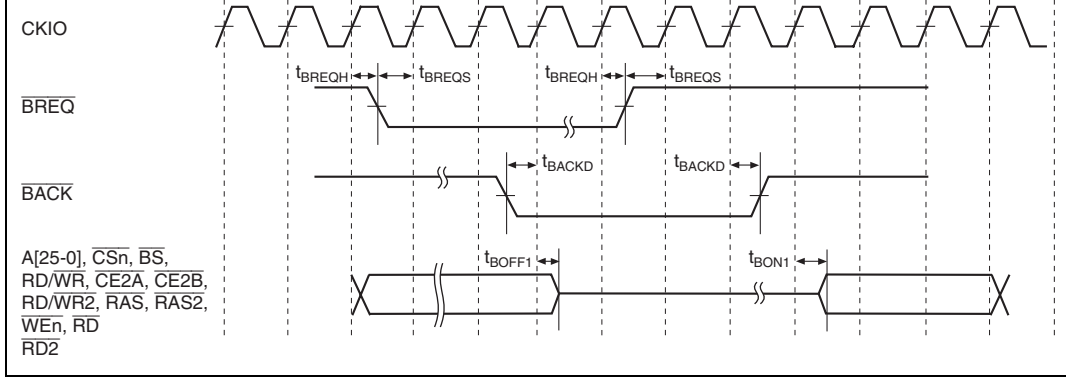 CKIO
tBREQH tBREQS tBREQH tBREQS
BREQ
tBACKD tBACKD
BACK
A[25-0], CSn, BS,
RD/WR, CE2A, CE2B,
RD/WR2, RAS, RAS2,
WEn, RD
RD2
tBOFF1 tBON1